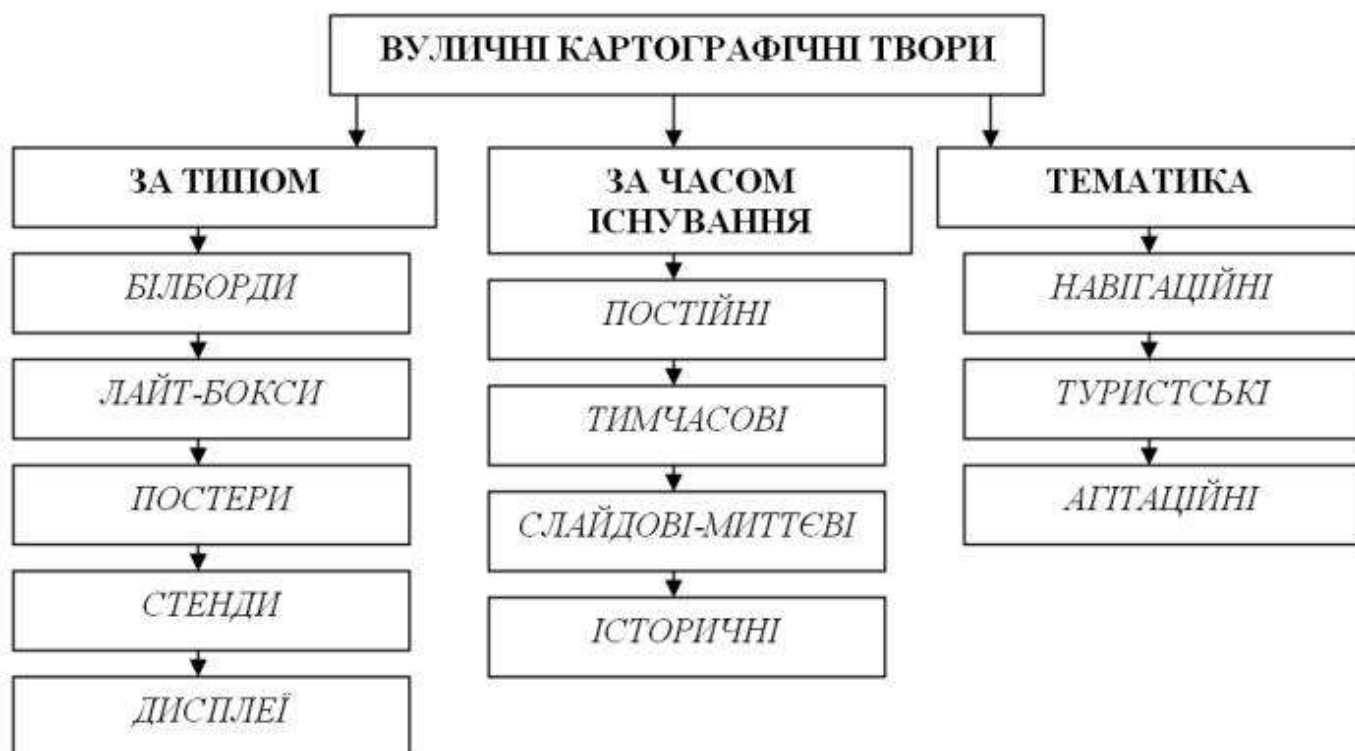 ВУЛИЧНІ КАРТОГРАФІЧНІ ТВОРИ
ЗА ТИПОМ
БІЛБОРДИ
ЛАЙТ-БОКСИ
ПОСТЕРИ
СТЕНДИ
ДИСПЛЕЇ
ЗА ЧАСОМ
ІСНУВАННЯ
ПОСТІЙНІ
ТИМЧАСОВІ
СЛАЙДОВІ-МИТТЄВІ
ІСТОРИЧНІ
ТЕМАТИКА
НАВІГАЦІЙНІ
ТУРИСТСЬКІ
АГІТАЦІЙНІ